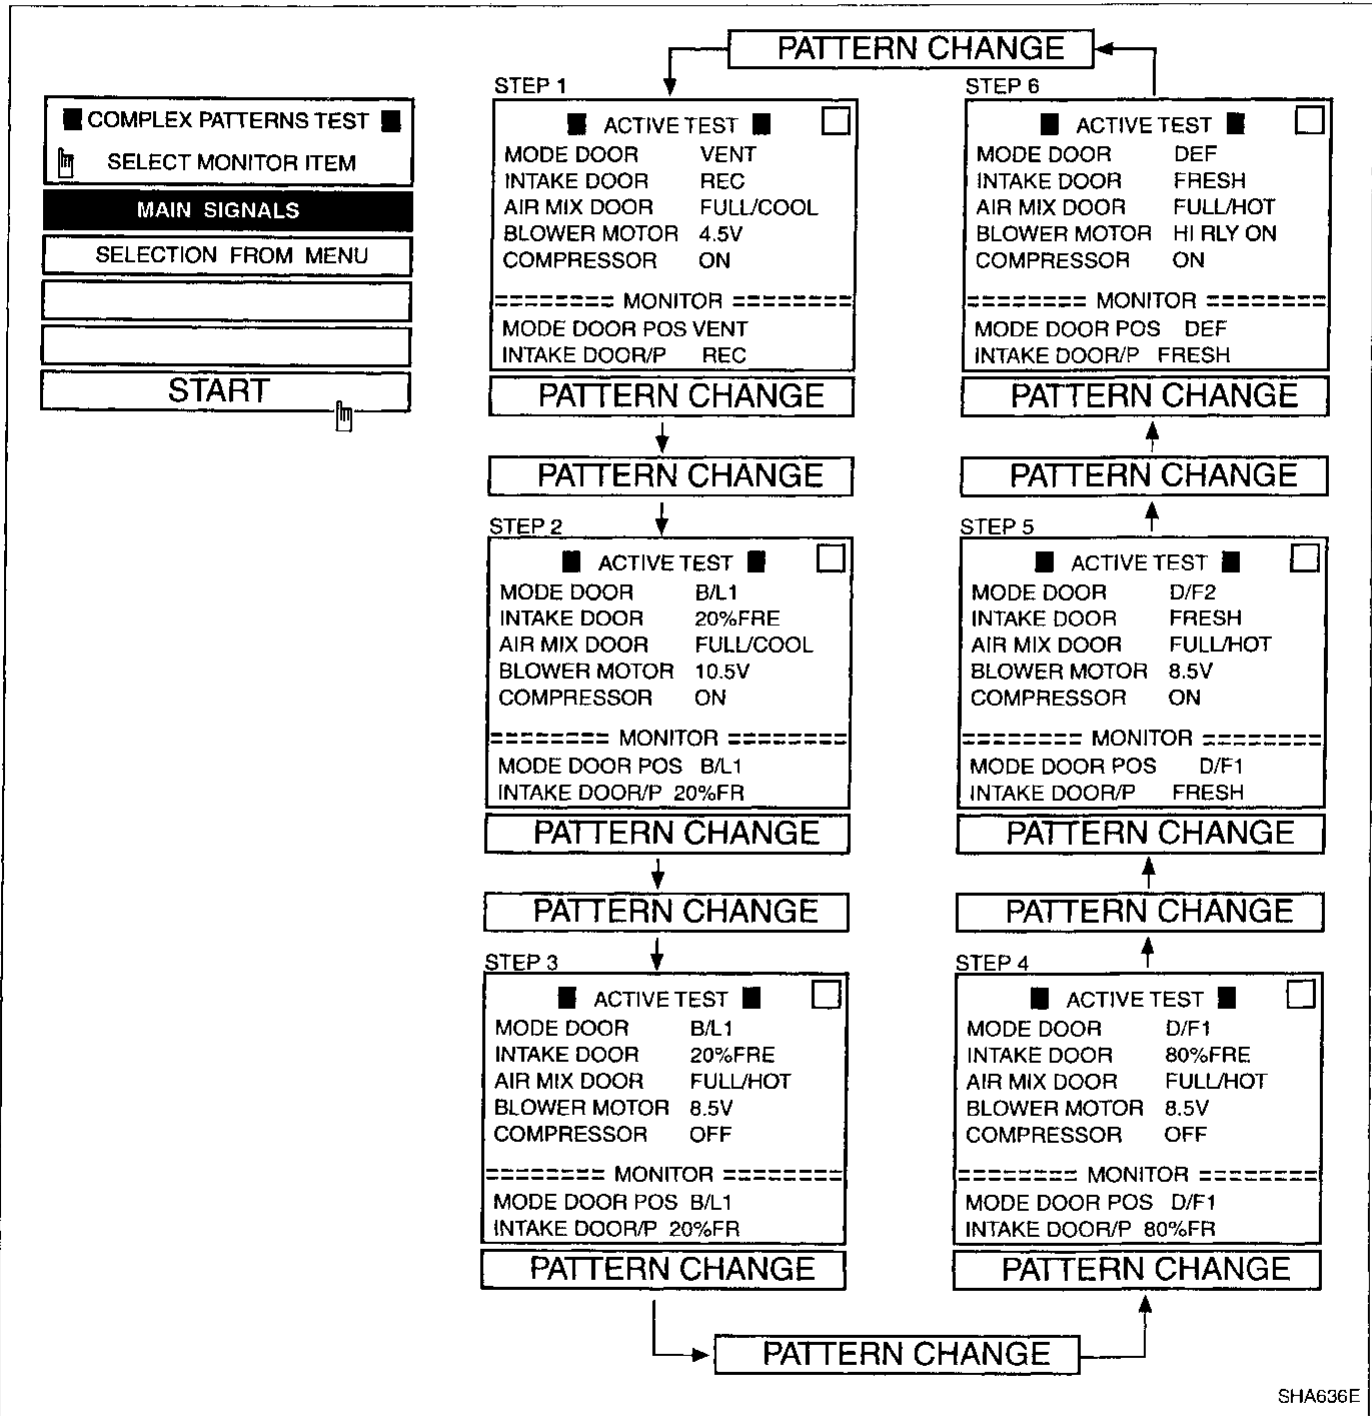 COMPLEX PATTERNS TEST
SELECT MONITOR ITEM
MAIN SIGNALS
SELECTION FROM MENU
START
PATTERN CHANGE
STEP 1
ACTIVE TEST
MODE DOOR VENT
INTAKE DOOR REC
AIR MIX DOOR FULL/COOL
BLOWER MOTOR 4.5V
COMPRESSOR ON
======== MONITOR ========
MODE DOOR POS VENT
INTAKE DOOR/P REC
PATTERN CHANGE
PATTERN CHANGE
STEP 2
ACTIVE TEST
MODE DOOR B/L1
INTAKE DOOR 20%FRE
AIR MIX DOOR FULL/COOL
BLOWER MOTOR 10.5V
COMPRESSOR ON
======== MONITOR ========
MODE DOOR POS B/L1
INTAKE DOOR/P 20%FR
PATTERN CHANGE
PATTERN CHANGE
STEP 3
ACTIVE TEST
MODE DOOR B/L1
INTAKE DOOR 20%FRE
AIR MIX DOOR FULL/HOT
BLOWER MOTOR 8.5V
COMPRESSOR OFF
======== MONITOR ========
MODE DOOR POS B/L1
INTAKE DOOR/P 20%FR
PATTERN CHANGE
PATTERN CHANGE
STEP 4
ACTIVE TEST
MODE DOOR D/F1
INTAKE DOOR 80%FRE
AIR MIX DOOR FULL/HOT
BLOWER MOTOR 8.5V
COMPRESSOR OFF
======== MONITOR ========
MODE DOOR POS D/F1
INTAKE DOOR/P 80%FR
PATTERN CHANGE
PATTERN CHANGE
STEP 5
ACTIVE TEST
MODE DOOR D/F2
INTAKE DOOR FRESH
AIR MIX DOOR FULL/HOT
BLOWER MOTOR 8.5V
COMPRESSOR ON
======== MONITOR ========
MODE DOOR POS D/F1
INTAKE DOOR/P FRESH
PATTERN CHANGE
PATTERN CHANGE
STEP 6
ACTIVE TEST
MODE DOOR DEF
INTAKE DOOR FRESH
AIR MIX DOOR FULL/HOT
BLOWER MOTOR HI RLY ON
COMPRESSOR ON
======== MONITOR ========
MODE DOOR POS DEF
INTAKE DOOR/P FRESH
PATTERN CHANGE
SHA636E